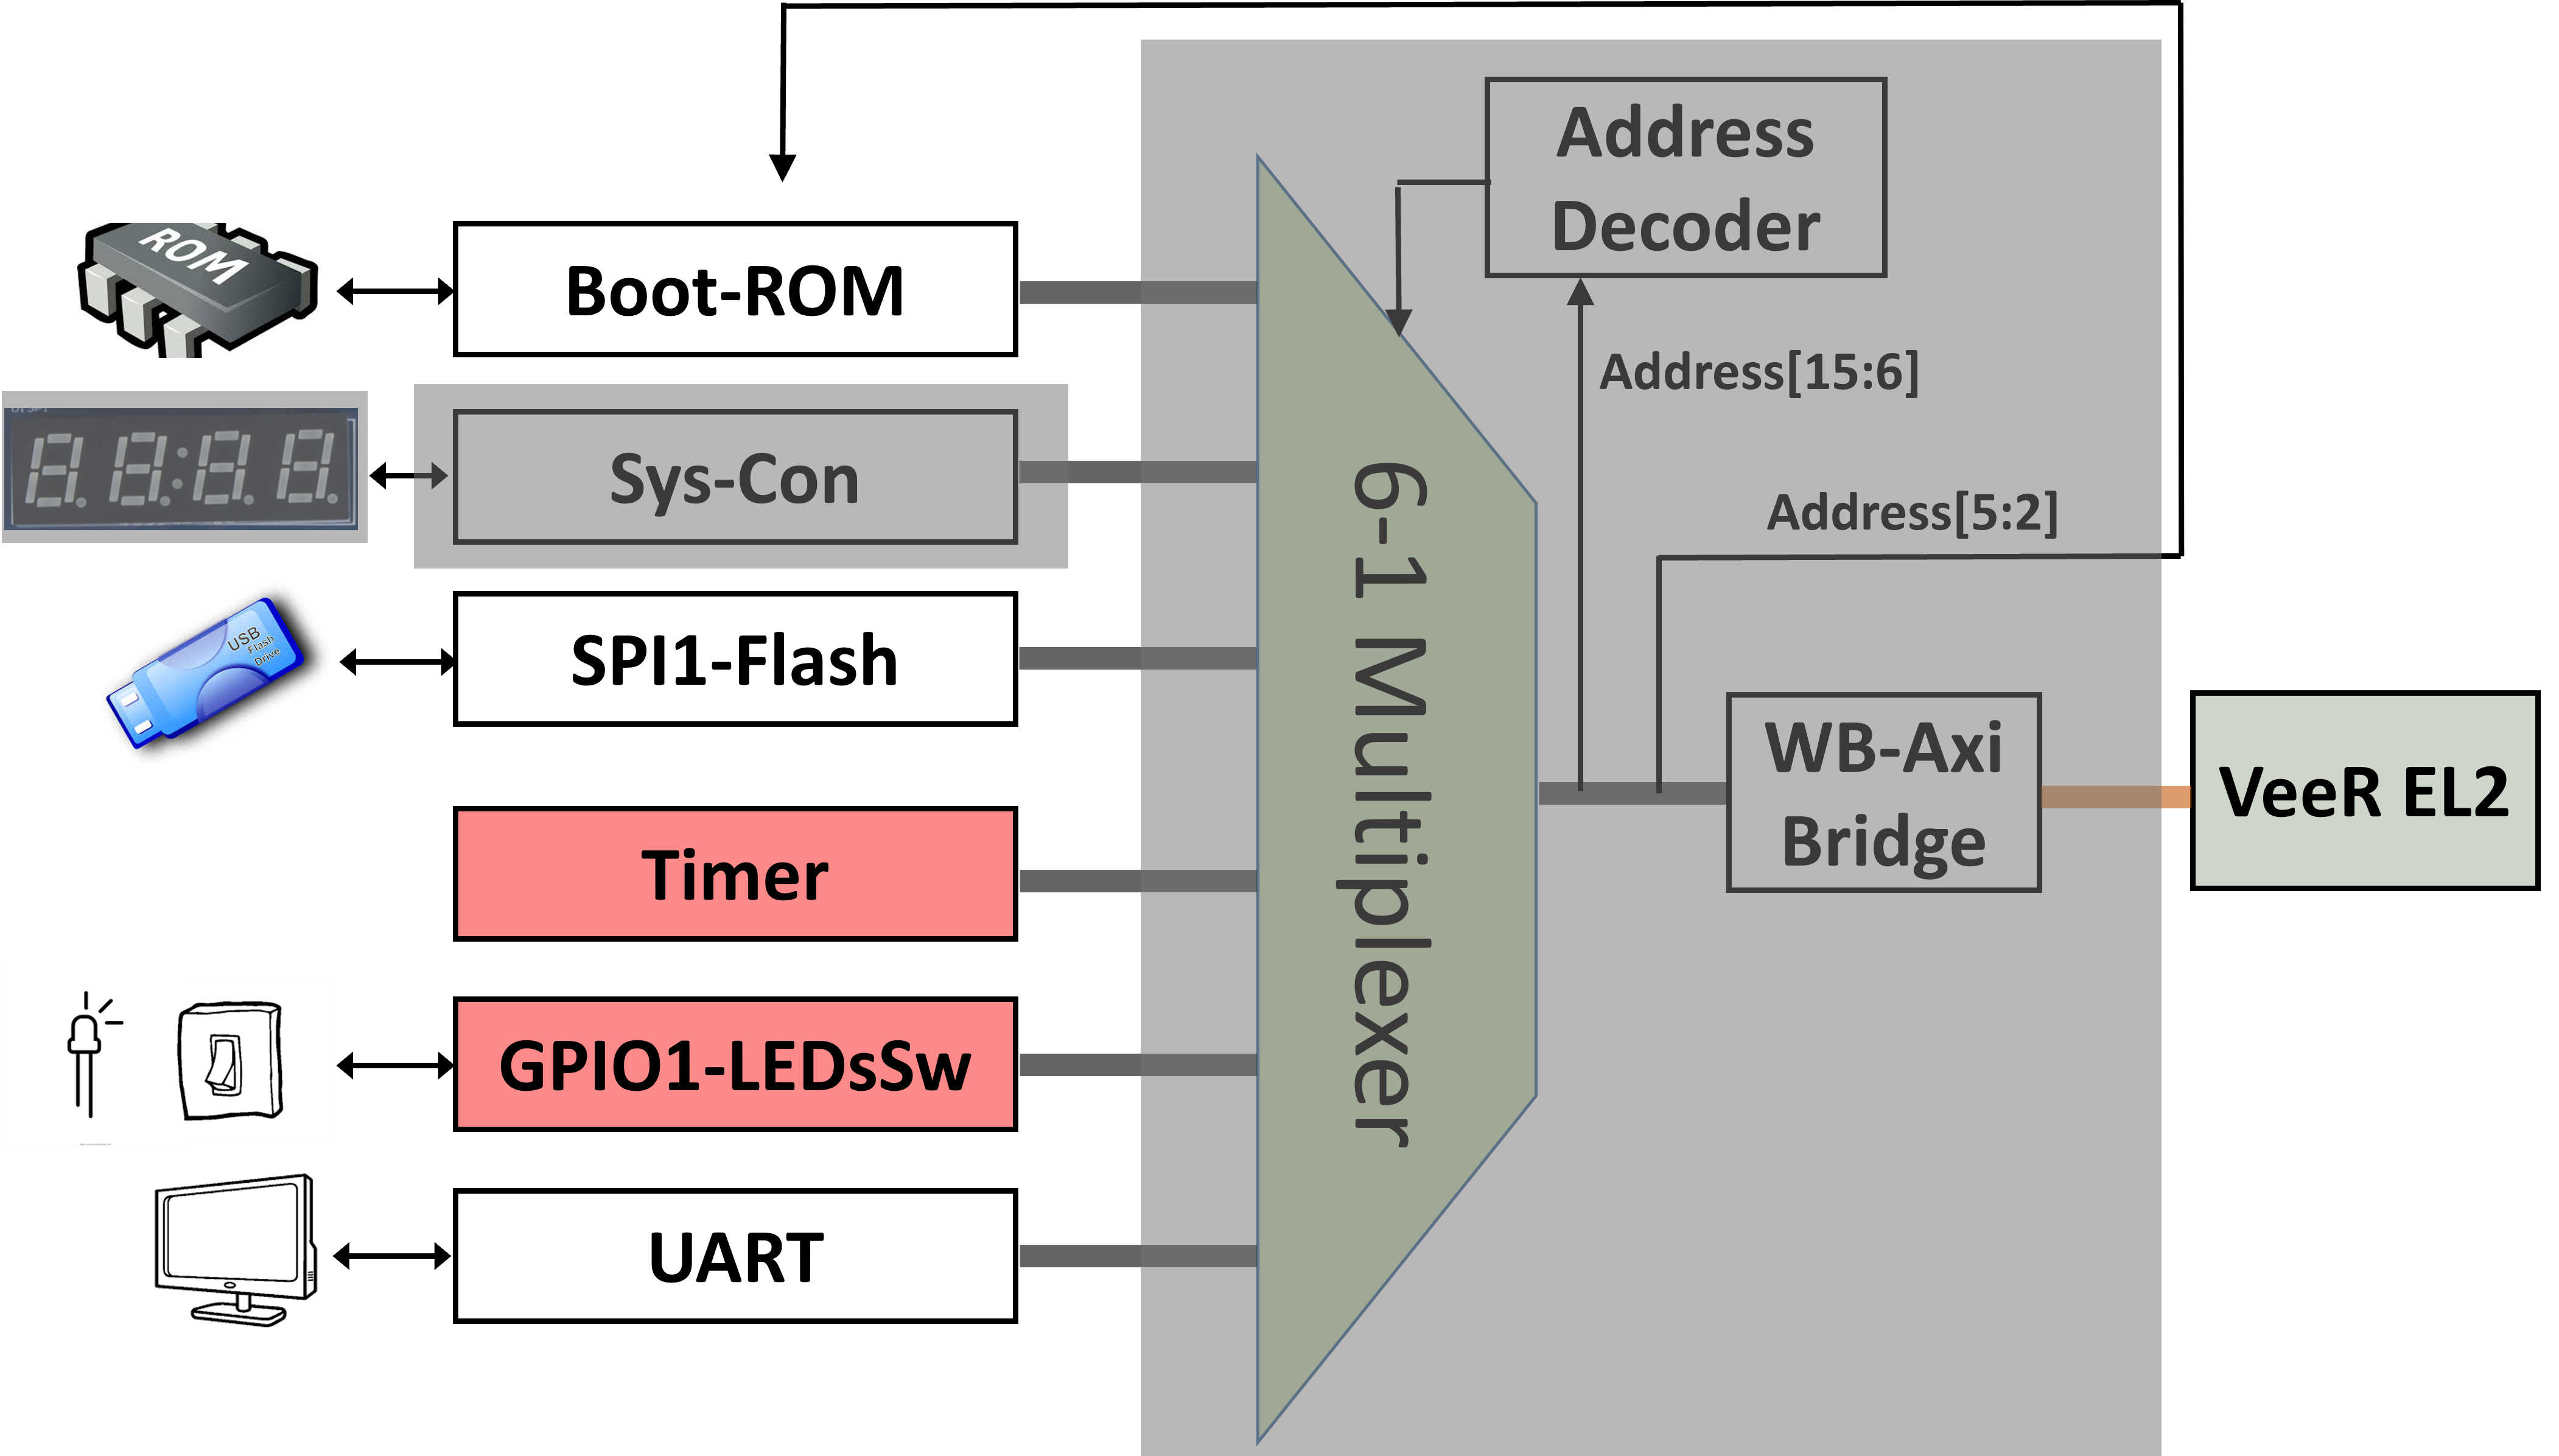 Address
Decoder
ROM
Boot-ROM
Address[15:6]
Sys-Con
Address[5:2]
USB
Flash
Drive
SPI1-Flash
6-1 Multiplexer
WB-Axi
Bridge
VeeR EL2
Timer
GPIO1-LEDsSw
UART